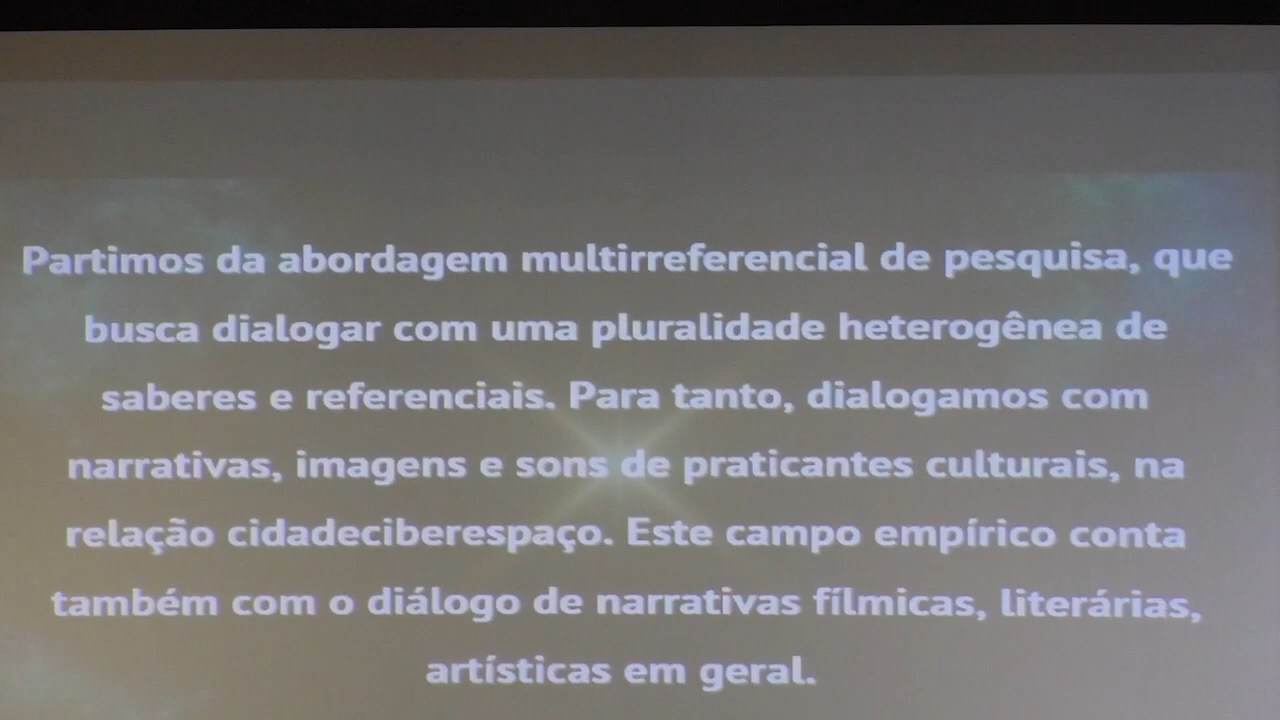 Partimos da abordagem multirreferencial de pesquisa, que
busca dialogar com uma pluralidade heterogênea de
saberes e referenciais. Para tanto, dialogamos com
narrativas, imagens e sons de praticantes culturais, na
relação cidadeciberespaço. Este campo empírico conta
também com o diálogo de narrativas fílmicas, literárias,
artísticas em geral.